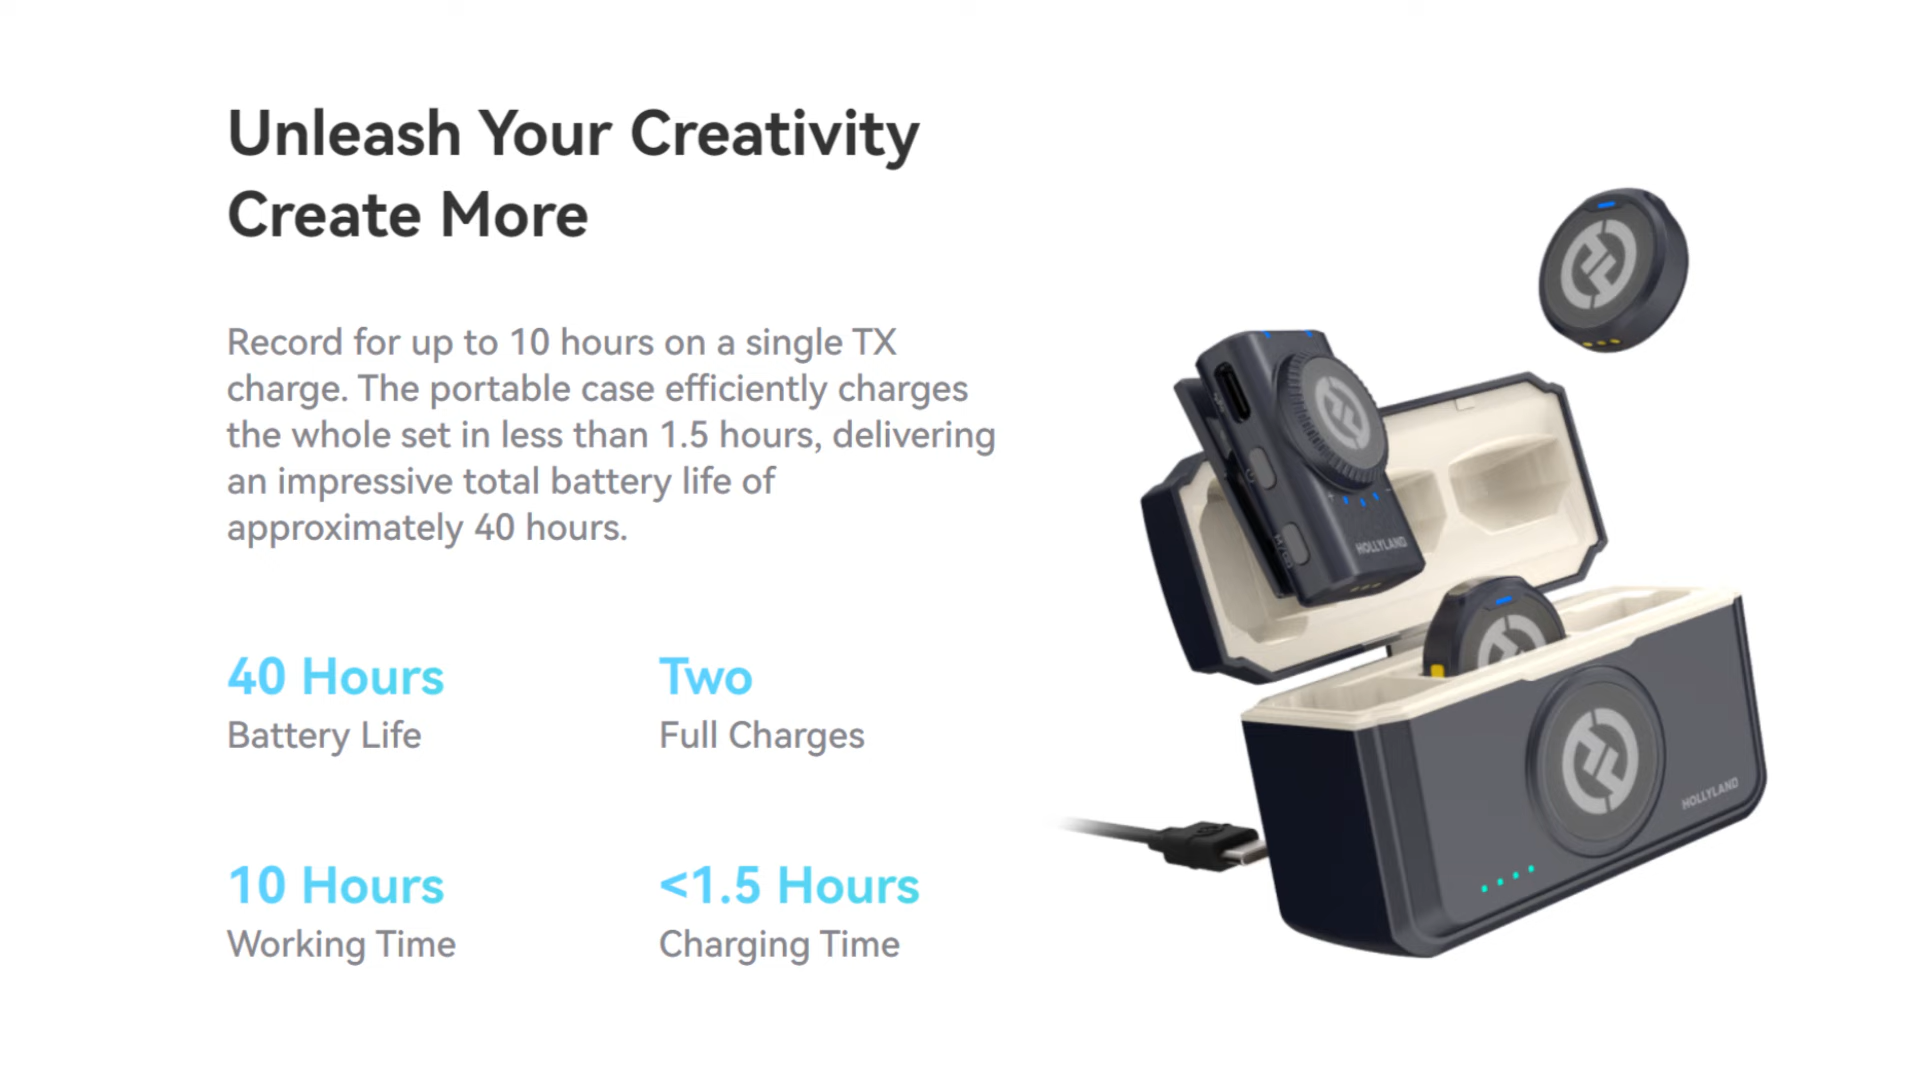 Unleash Your Creativity
Create More
Record for up to 10 hours on a single TX
charge. The portable case efficiently charges
the whole set in less than 1.5 hours, delivering
an impressive total battery life of
approximately 40 hours.
40 Hours
Battery Life
Two
Full Charges
10 Hours
Working Time
<1.5 Hours
Charging Time
HOLLYLAND
HOLLYLAND